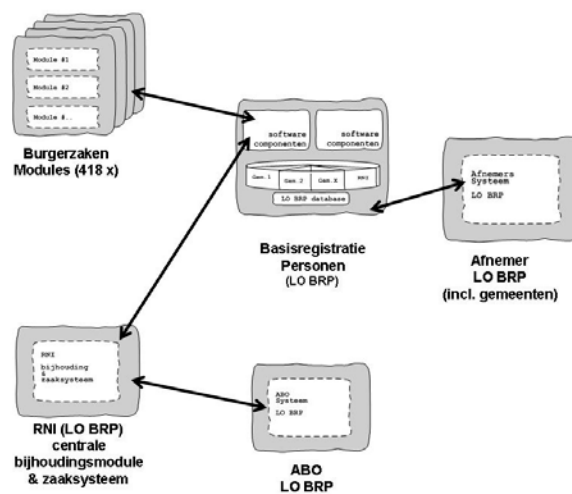 Module #1
Module #2
Module #..
Burgerzaken
Modules (418 x)
software
componenten
software
componenten
Gem.1
Gem.2
Gem.X
RNI
LO BRP database
Basisregistratie
Personen
(LO BRP)
Afnemers
Systeem
LO BRP
Afnemer
LO BRP
(incl. gemeenten)
RNI
bijhouding
&
zaaksysteem
RNI (LO BRP)
centrale
bijhoudingsmodule
& zaaksysteem
ABO
Systeem
LO BRP
ABO
LO BRP